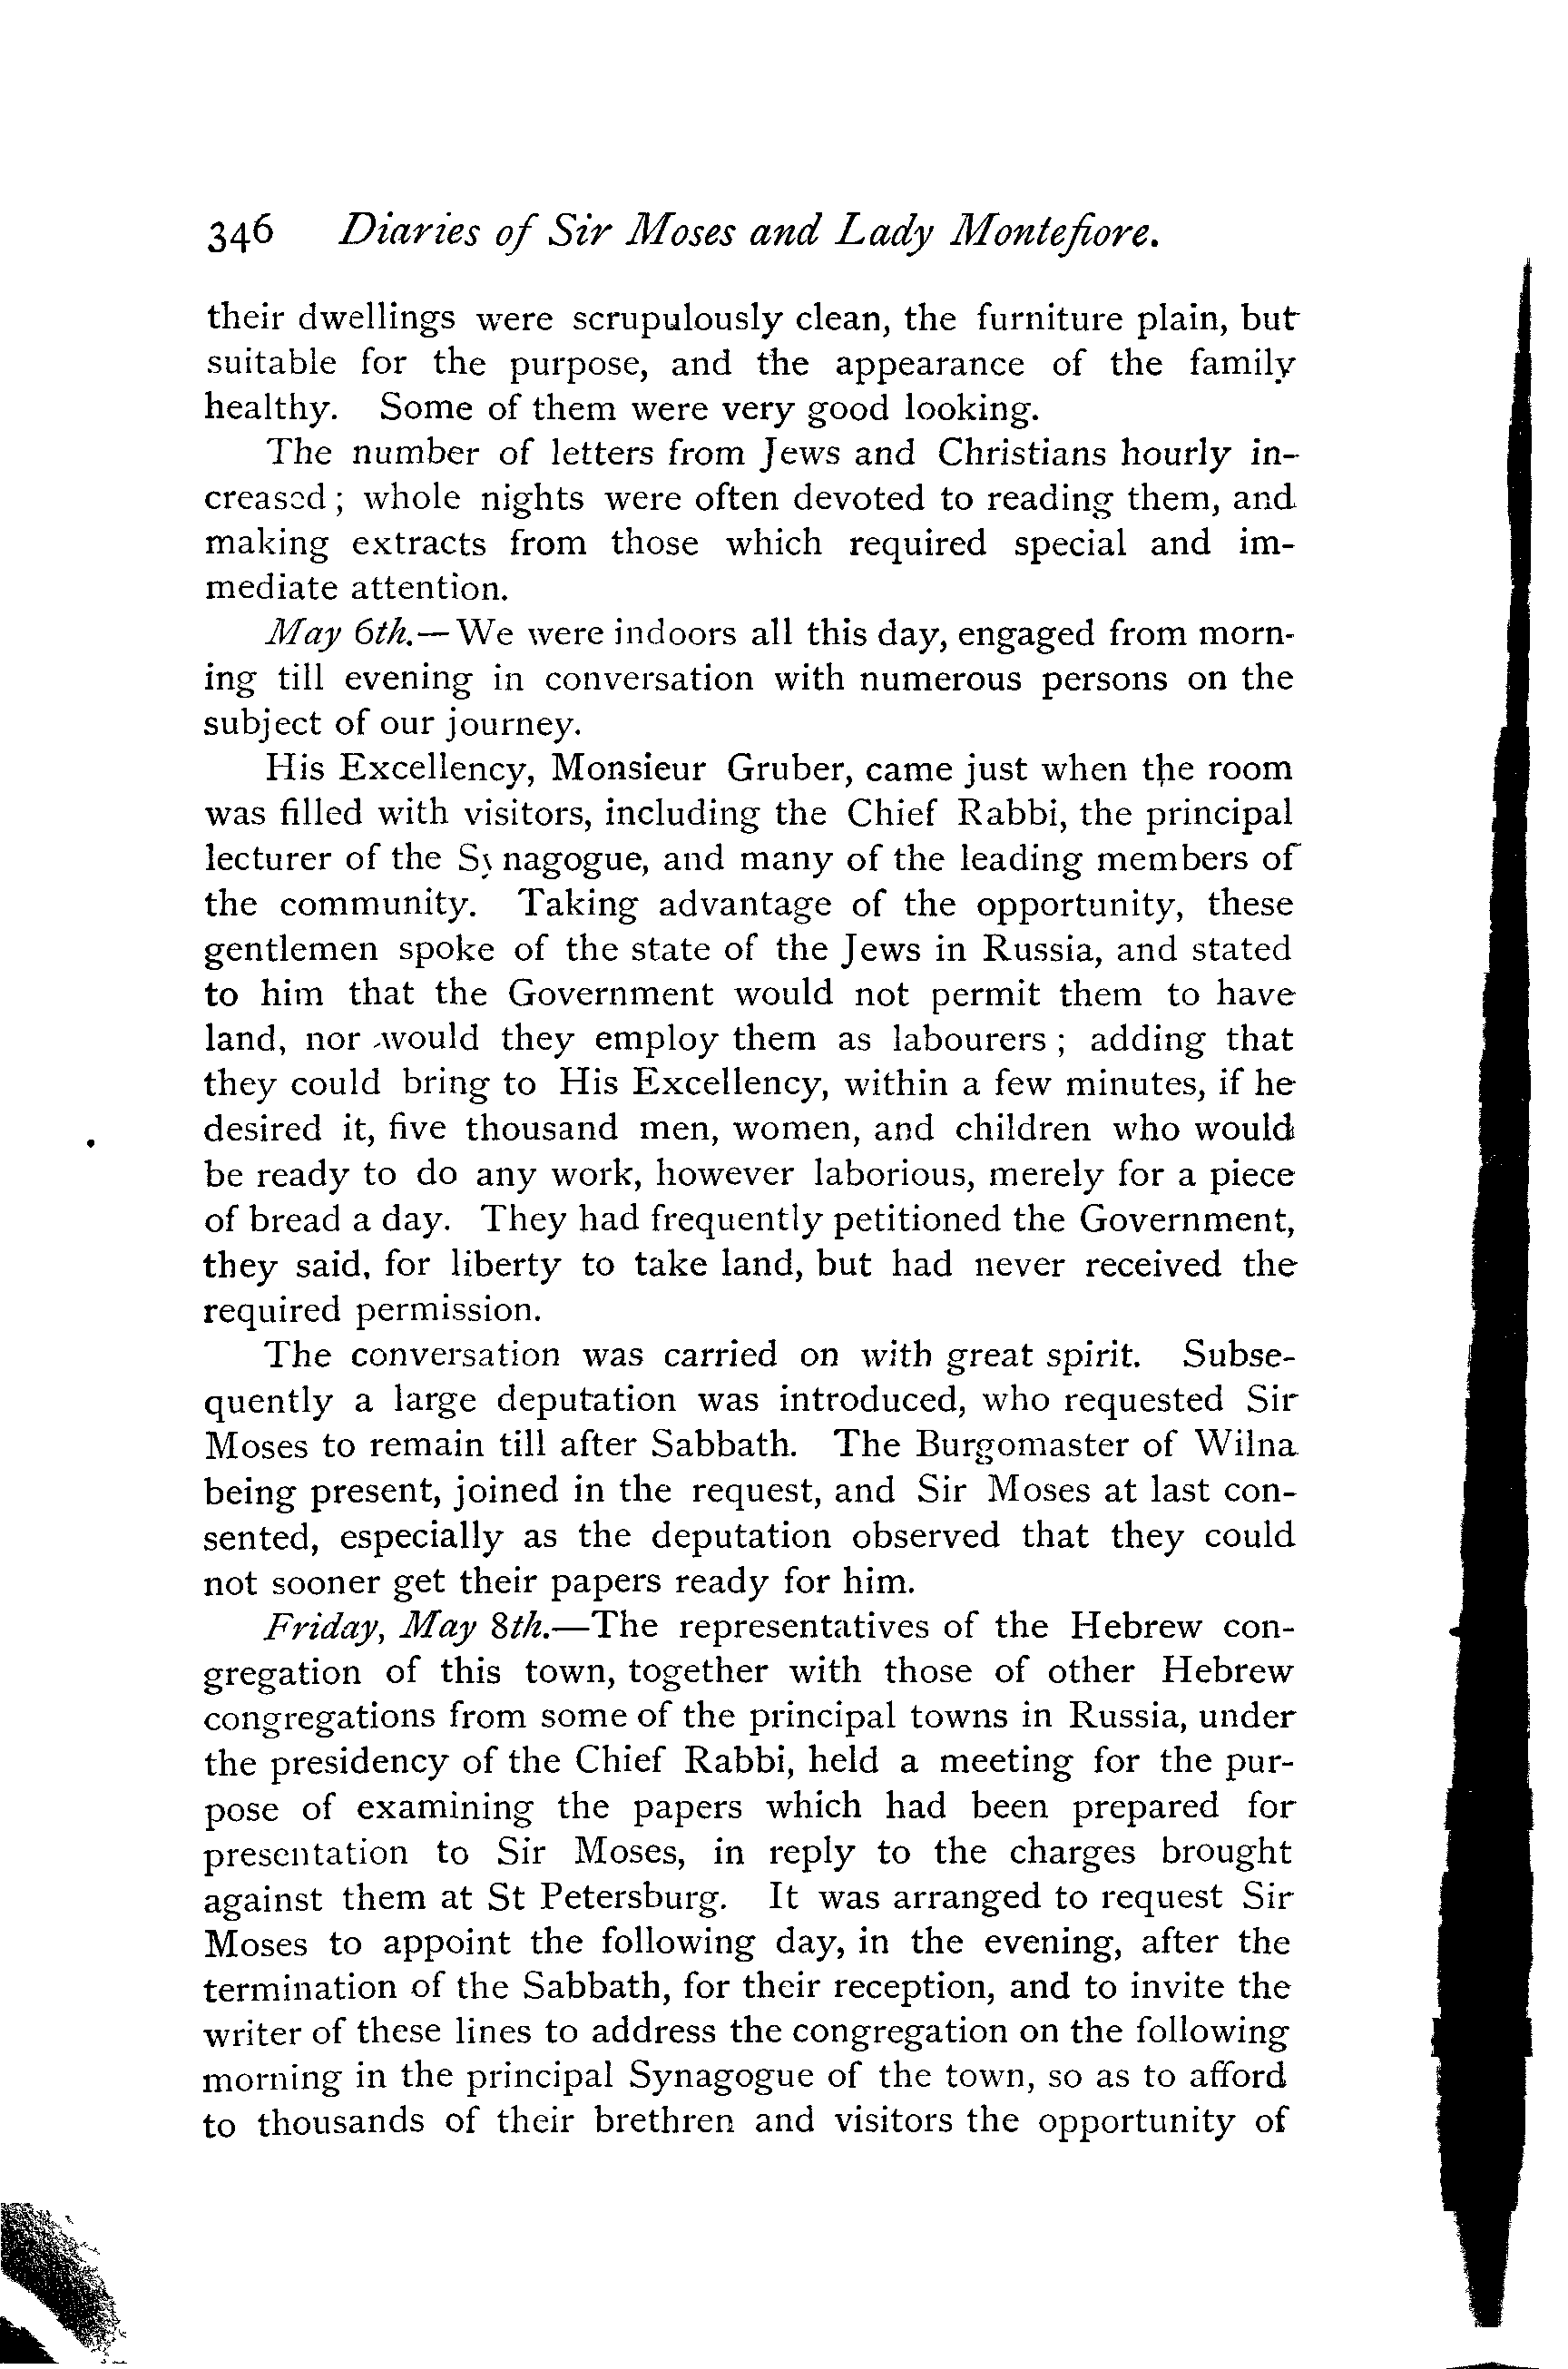 346 Diaries of Sir Moses and Lady Montefiore.
their dwellings were scrupulously clean, the furniture plain, but
suitable for the purpose, and the appearance of the family
healthy. Some of them were very good looking.
The number of letters from Jews and Christians hourly in-
creased; whole nights were often devoted to reading them, and
making extracts from those which required special and im-
mediate attention.
May 6th.—We were indoors all this day, engaged from morn-
ing till evening in conversation with numerous persons on the
subject of our journey.
His Excellency, Monsieur Gruber, came just when the room
was filled with visitors, including the Chief Rabbi, the principal
lecturer of the Synagogue, and many of the leading members of
the community. Taking advantage of the opportunity, these
gentlemen spoke of the state of the Jews in Russia, and stated
to him that the Government would not permit them to have
land, nor would they employ them as labourers; adding that
they could bring to His Excellency, within a few minutes, if he
desired it, five thousand men, women, and children who would
be ready to do any work, however laborious, merely for a piece
of bread a day. They had frequently petitioned the Government,
they said, for liberty to take land, but had never received the
required permission.
The conversation was carried on with great spirit. Subse-
quently a large deputation was introduced, who requested Sir
Moses to remain till after Sabbath. The Burgomaster of Wilna
being present, joined in the request, and Sir Moses at last con-
sented, especially as the deputation observed that they could
not sooner get their papers ready for him.
Friday, May 8th.—The representatives of the Hebrew con-
gregation of this town, together with those of other Hebrew
congregations from some of the principal towns in Russia, under
the presidency of the Chief Rabbi, held a meeting for the pur-
pose of examining the papers which had been prepared for
presentation to Sir Moses, in reply to the charges brought
against them at St Petersburg. It was arranged to request Sir
Moses to appoint the following day, in the evening, after the
termination of the Sabbath, for their reception, and to invite the
writer of these lines to address the congregation on the following
morning in the principal Synagogue of the town, so as to afford
to thousands of their brethren and visitors the opportunity of